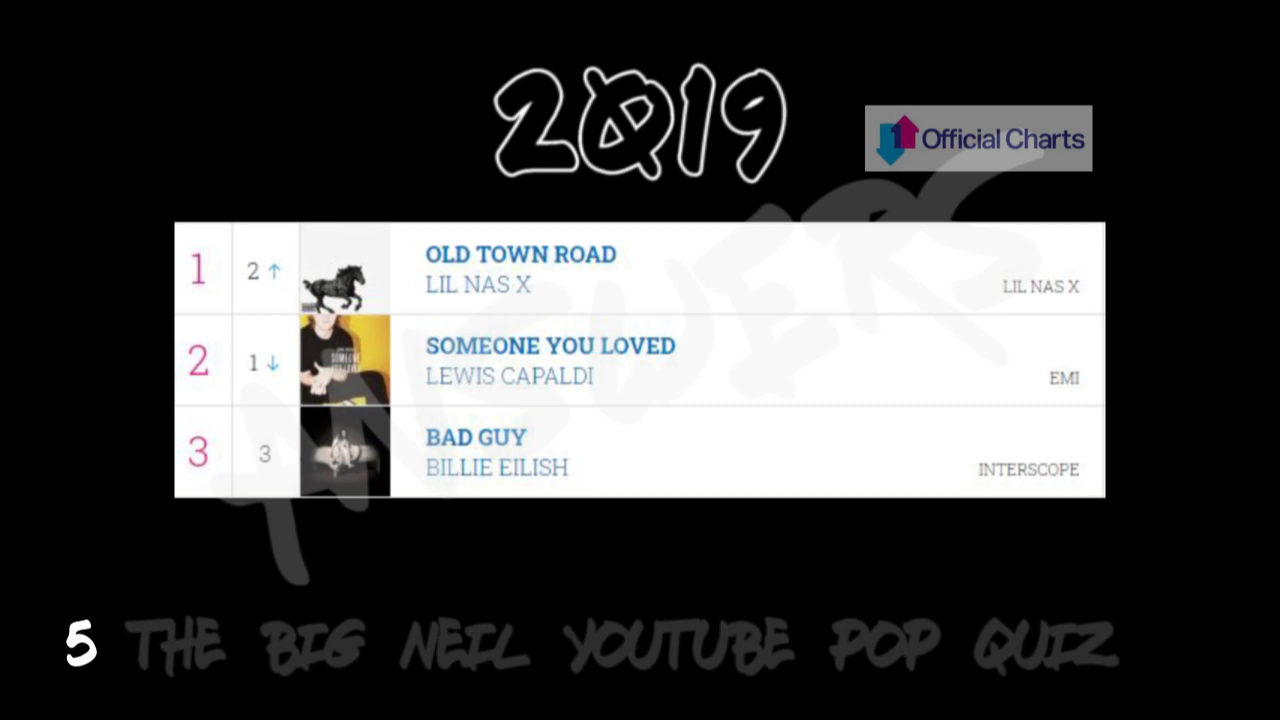 2019
Official Charts
ANSWERS
1 2 ↑ OLD TOWN ROAD
LIL NAS X LIL NAS X
2 1 ↓ SOMEONE YOU LOVED
LEWIS CAPALDI EMI
3 3 BAD GUY
BILLIE EILISH INTERSCOPE
5 THE BIG NEIL YOUTUBE POP QUIZ